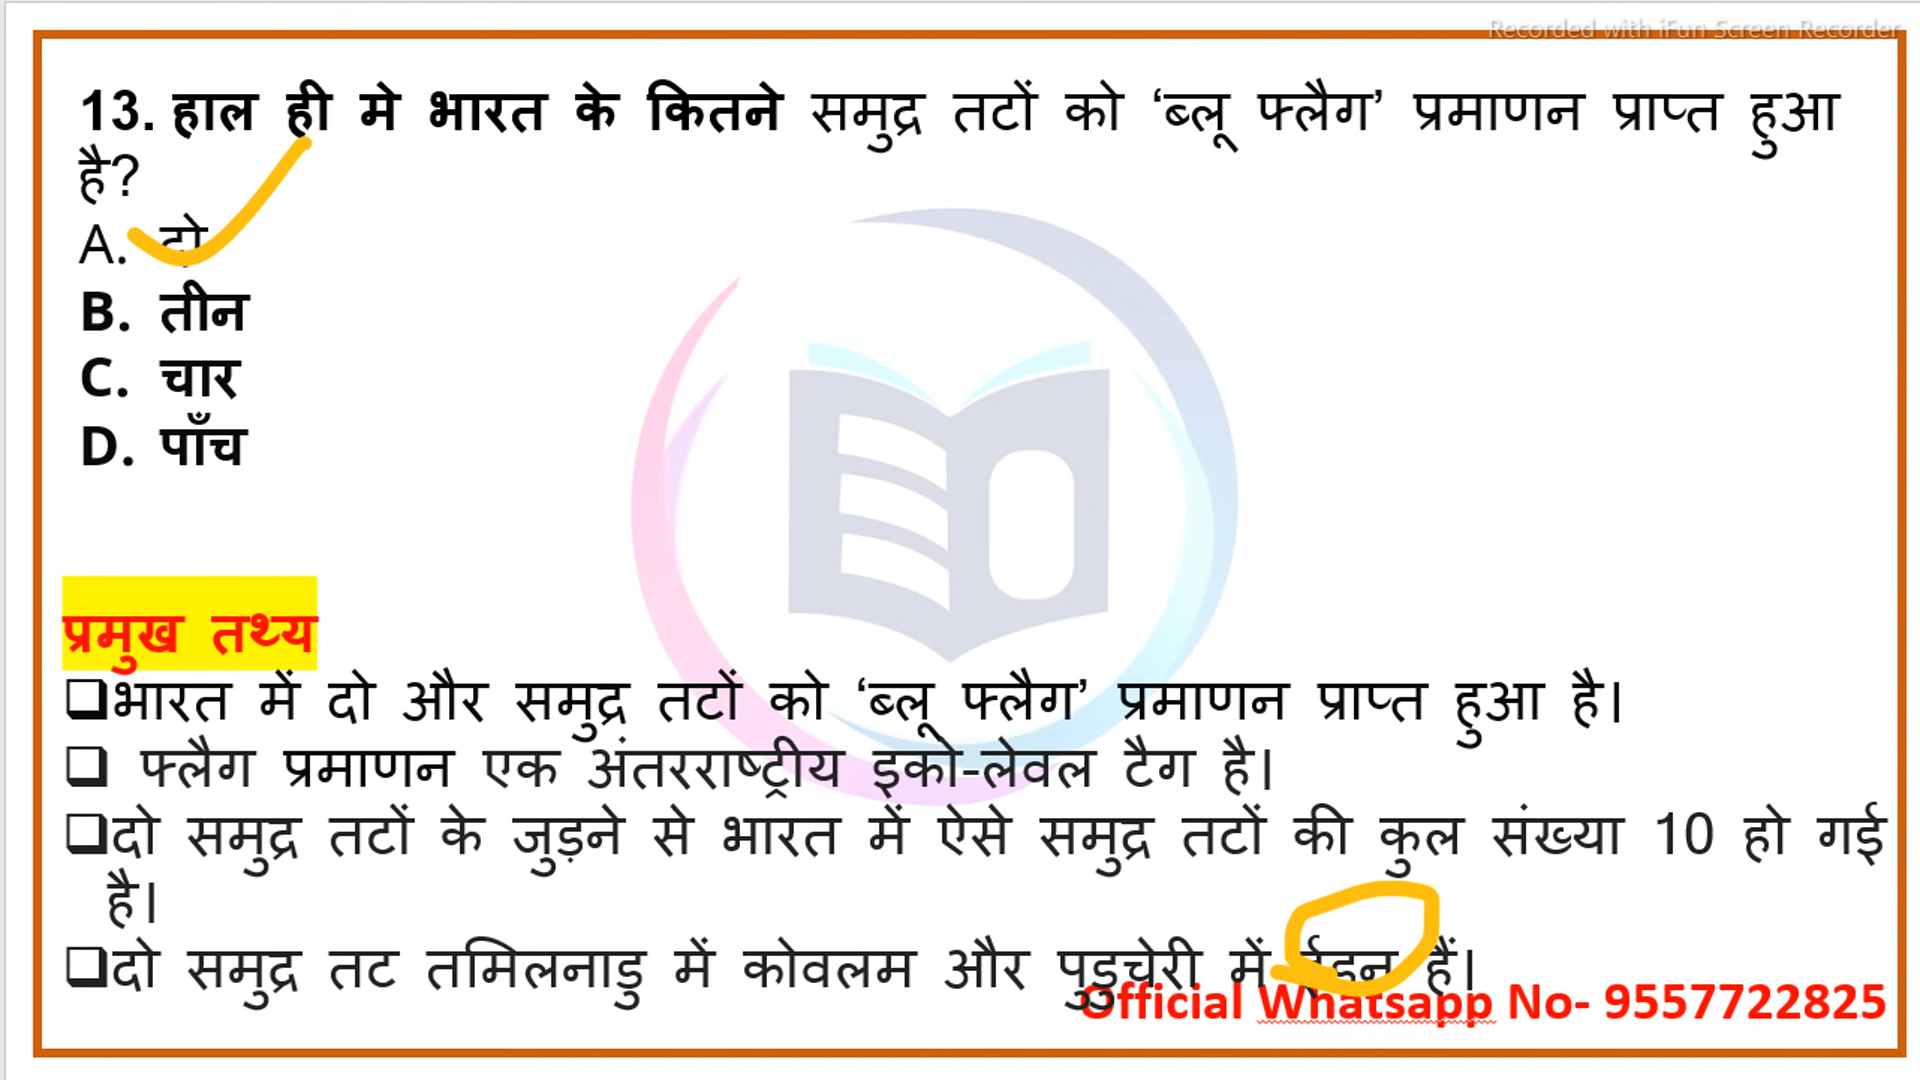 Recorded with iFun Screen Recorder
13. हाल ही मे भारत के कितने समुद्र तटों को ‘ब्लू फ्लैग’ प्रमाणन प्राप्त हुआ
है?
A. दो
B. तीन
C. चार
D. पाँच
प्रमुख तथ्य
❑भारत में दो और समुद्र तटों को ‘ब्लू फ्लैग’ प्रमाणन प्राप्त हुआ है।
❑ फ्लैग प्रमाणन एक अंतरराष्ट्रीय इको-लेवल टैग है।
❑दो समुद्र तटों के जुड़ने से भारत में ऐसे समुद्र तटों की कुल संख्या 10 हो गई
है।
❑दो समुद्र तट तमिलनाडु में कोवलम और पुडुचेरी में ईडन हैं।
Official Whatsapp No- 9557722825